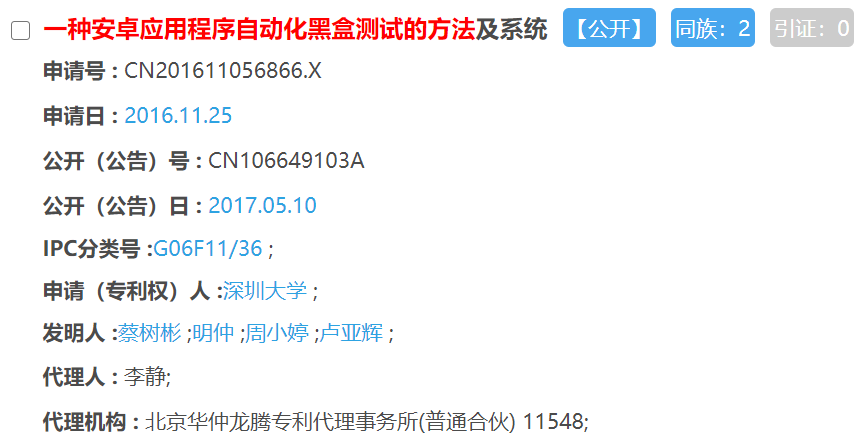 一种安卓应用程序自动化黑盒测试的方法及系统 【公开】 同族：2 引证：0
申请号 : CN201611056866.X
申请日 : 2016.11.25
公开（公告）号 : CN106649103A
公开（公告）日 : 2017.05.10
IPC分类号 :G06F11/36 ;
申请（专利权）人 :深圳大学 ;
发明人 :蔡树彬 ;明仲 ;周小婷 ;卢亚辉 ;
代理人 : 李静;
代理机构 : 北京华仲龙腾专利代理事务所(普通合伙) 11548;